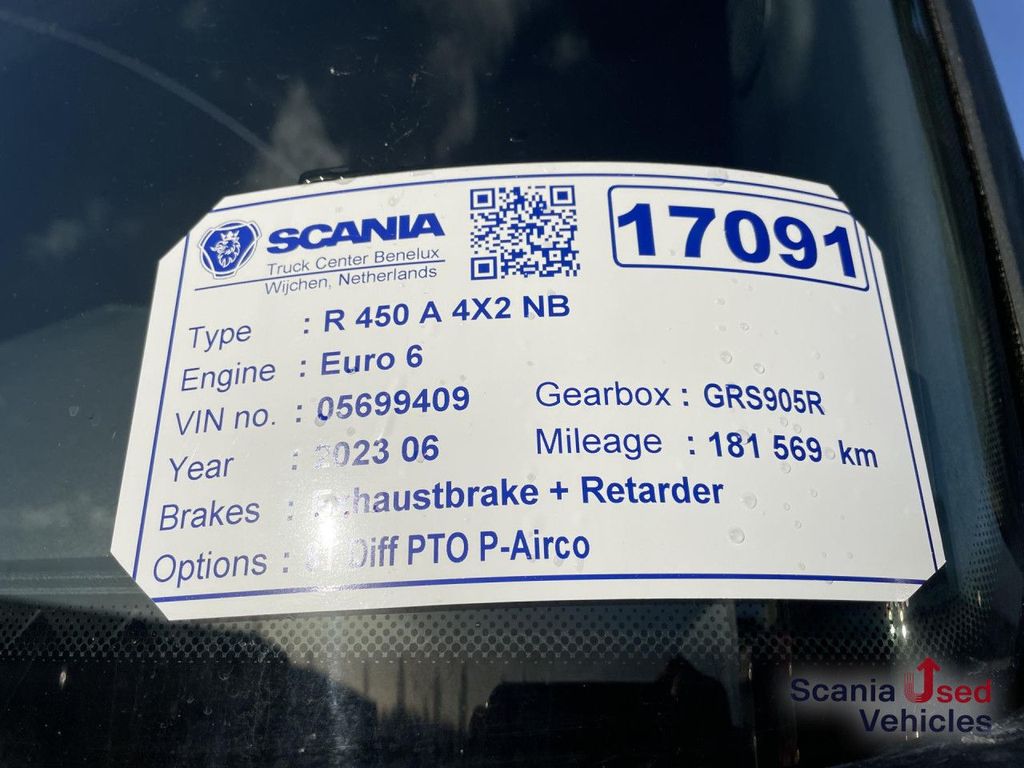 SCANIA
Truck Center Benelux
Wijchen, Netherlands
17091
Type : R 450 A 4X2 NB
Engine : Euro 6
VIN no. : 05699409
Gearbox : GRS905R
Year : 2023 06
Mileage : 181 569 km
Brakes : Exhaustbrake + Retarder
Options : Diff PTO P-Airco
Scania Used
Vehicles